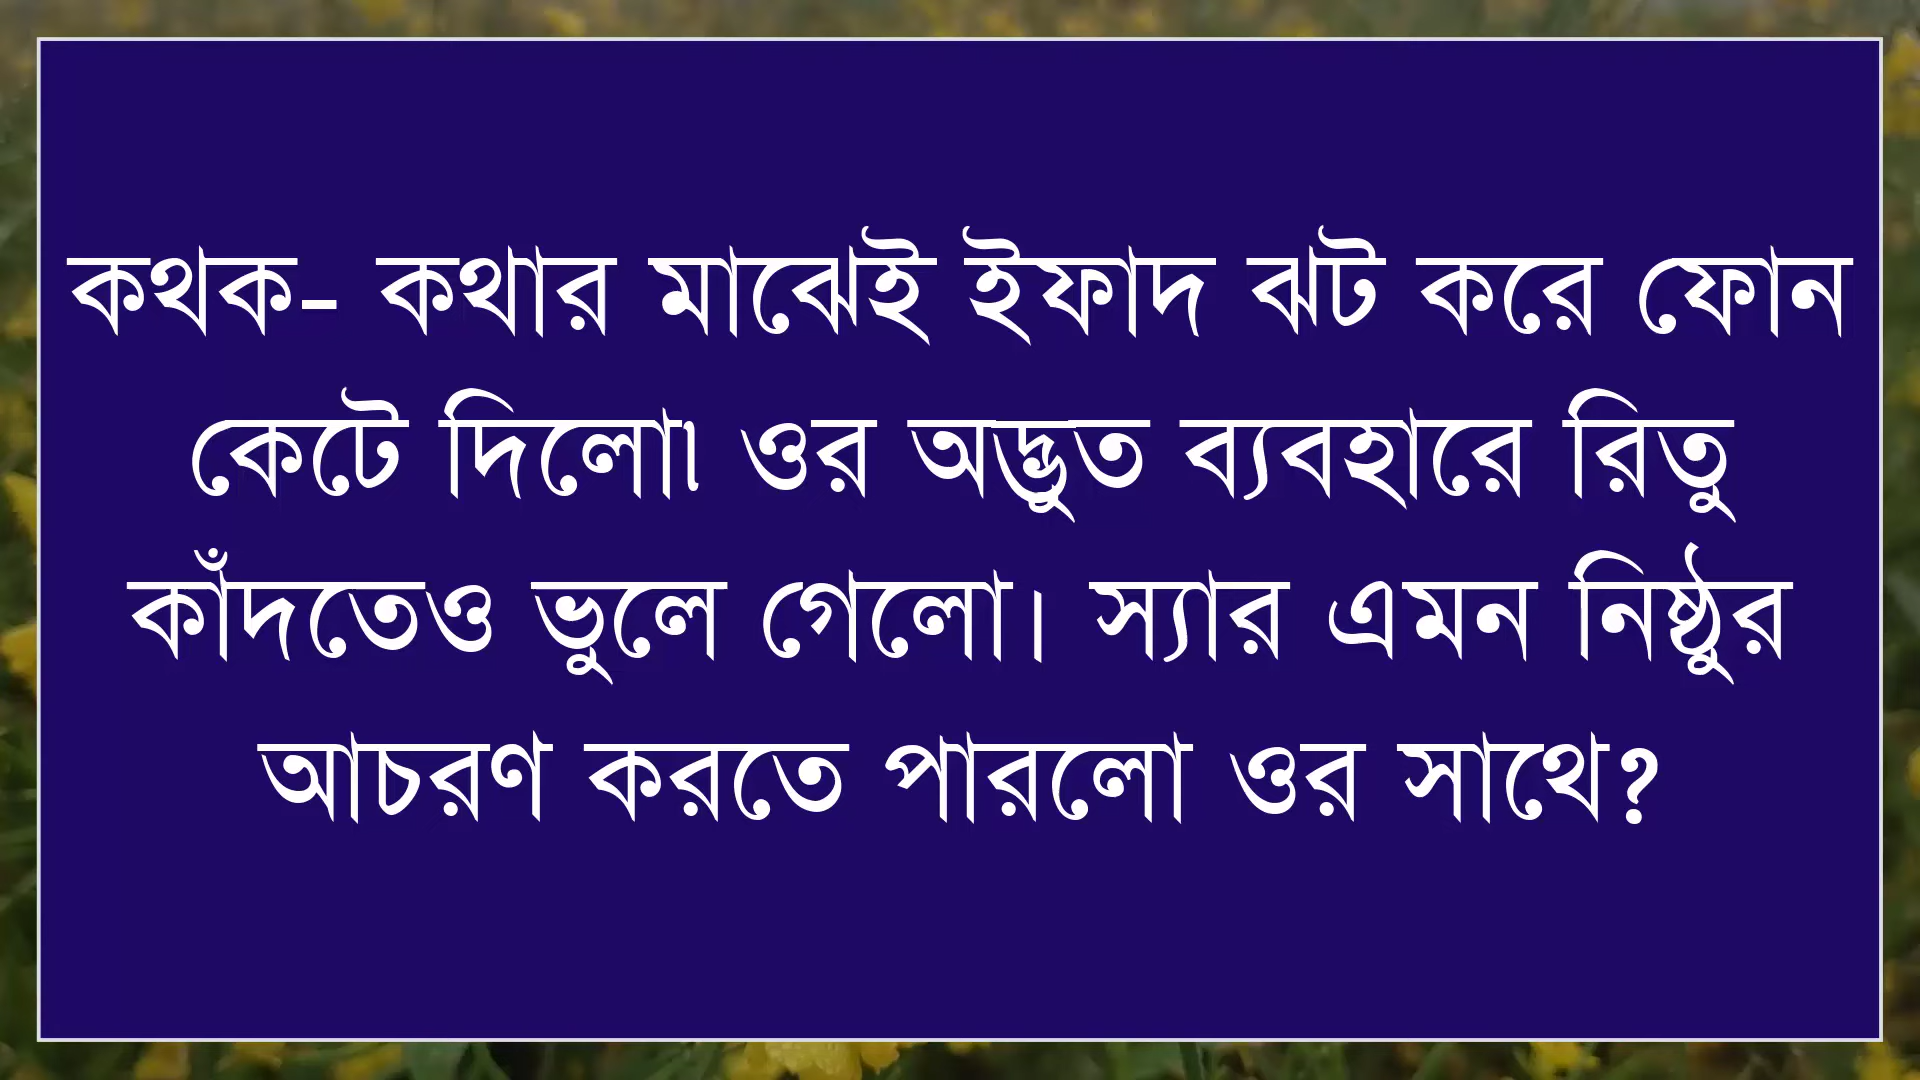 কথক- কথার মাঝেই ইফাদ ঝট করে ফোন
কেটে দিলো৷ ওর অদ্ভূত ব্যবহারে রিতু
কাঁদতেও ভুলে গেলো। স্যার এমন নিষ্ঠুর
আচরণ করতে পারলো ওর সাথে?